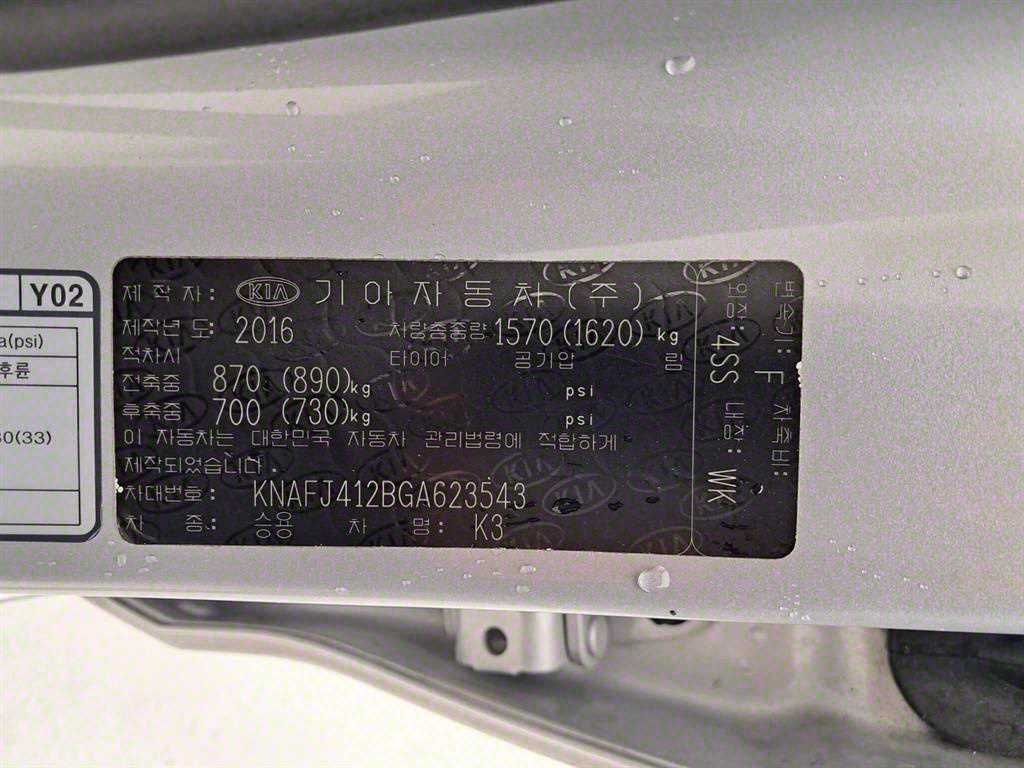 Y02
a(psi)
후륜
30(33)
제 작 자: KIA 기아자동차(주)
제작년 도: 2016 차량총중량 1570 (1620) kg
적차시 타이어 공기압 림
전축중 870 (890)kg psi
후축중 700 (730)kg psi
이 자동차는 대한민국 자동차 관리법령에 적합하게
제작되었습니다.
차대번호: KNAFJ412BGA623543
차 종: 승용 차 명: K3
변속기: F 차축비:
외장: 4SS 내장: WK